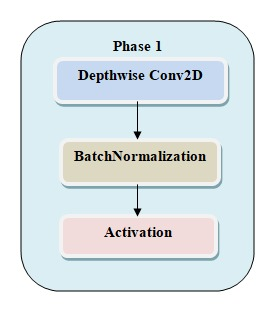 Phase 1
Depthwise Conv2D
BatchNormalization
Activation